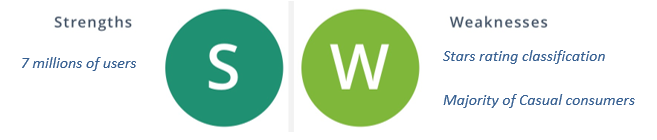 Strengths
7 millions of users
S
W
Weaknesses
Stars rating classification
Majority of Casual consumers